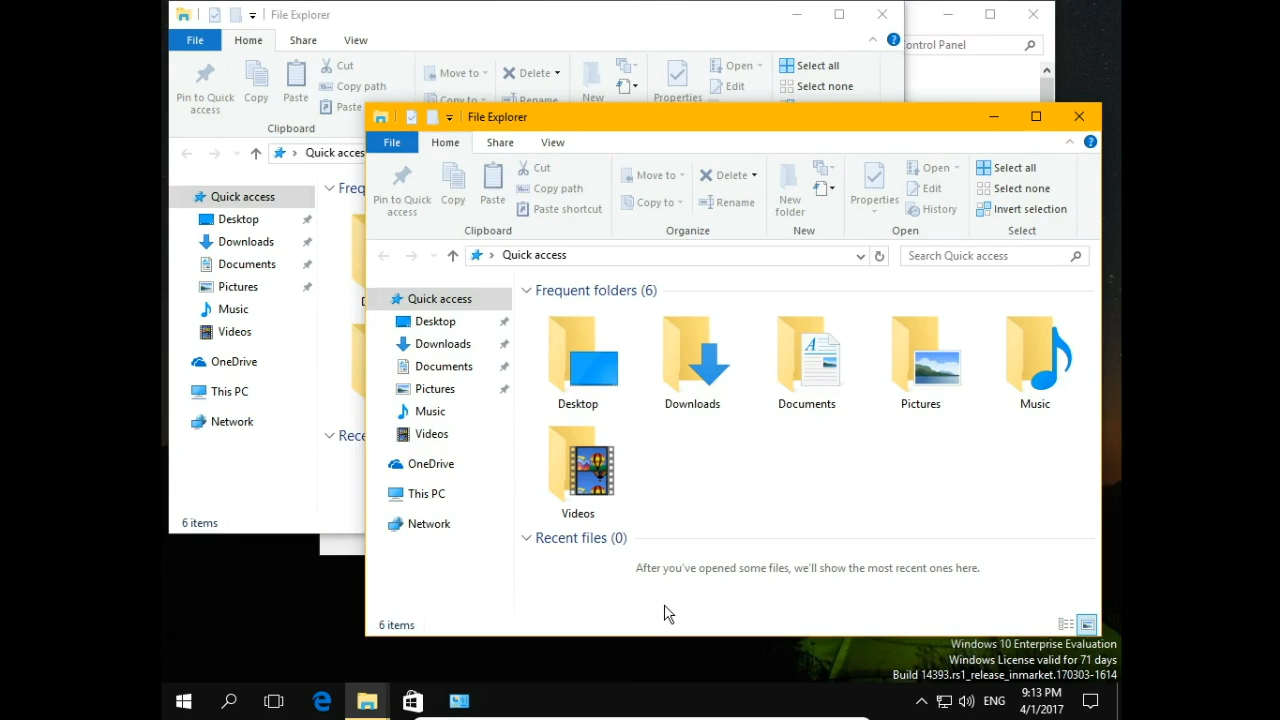 File Explorer
File Home Share View
ontrol Panel
Pin to Quick access
Copy
Paste
Cut
Copy path
Paste
Clipboard
Move to
Copy to
Delete
Rename
New
Properties
Open
Edit
Select all
Select none
Quick acces
Quick access
Desktop
Downloads
Documents
Pictures
Music
Videos
OneDrive
This PC
Network
Freq
D
Rece
6 items
File Explorer
File Home Share View
Pin to Quick access
Copy
Paste
Cut
Copy path
Paste shortcut
Clipboard
Move to
Copy to
Delete
Rename
Organize
New folder
New
Properties
Open
Edit
History
Open
Select all
Select none
Invert selection
Select
Quick access
Search Quick access
Quick access
Desktop
Downloads
Documents
Pictures
Music
Videos
OneDrive
This PC
Network
Frequent folders (6)
Desktop
Downloads
Documents
Pictures
Music
Videos
Recent files (0)
After you've opened some files, we'll show the most recent ones here.
6 items
Windows 10 Enterprise Evaluation
Windows License valid for 71 days
Build 14393.rs1_release_inmarket.170303-1614
ENG
9:13 PM
4/1/2017